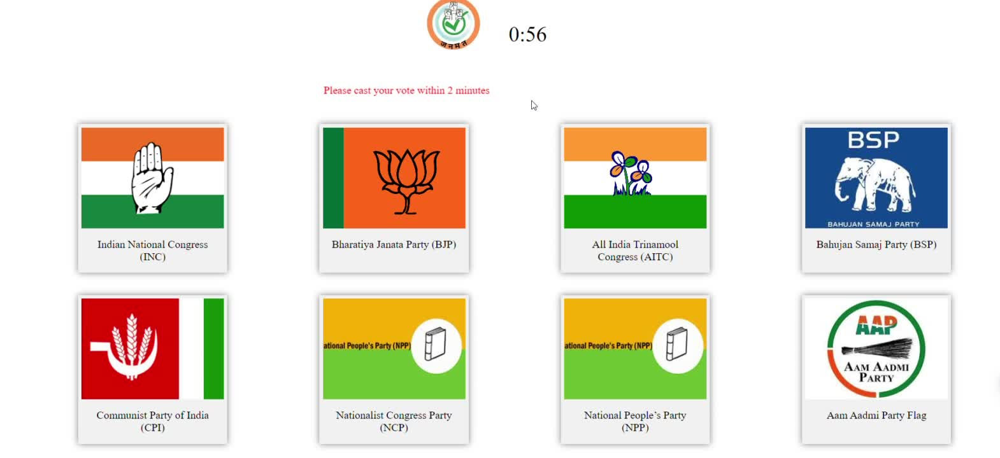 जनमत
0:56
Please cast your vote within 2 minutes
BSP
BAHUJAN SAMAJ PARTY
Indian National Congress
(INC)
Bharatiya Janata Party (BJP)
All India Trinamool
Congress (AITC)
Bahujan Samaj Party (BSP)
ational People's Party (NPP)
ational People's Party (NPP)
AAP
AAM AADMI
PARTY
Communist Party of India
(CPI)
Nationalist Congress Party
(NCP)
National People’s Party
(NPP)
Aam Aadmi Party Flag